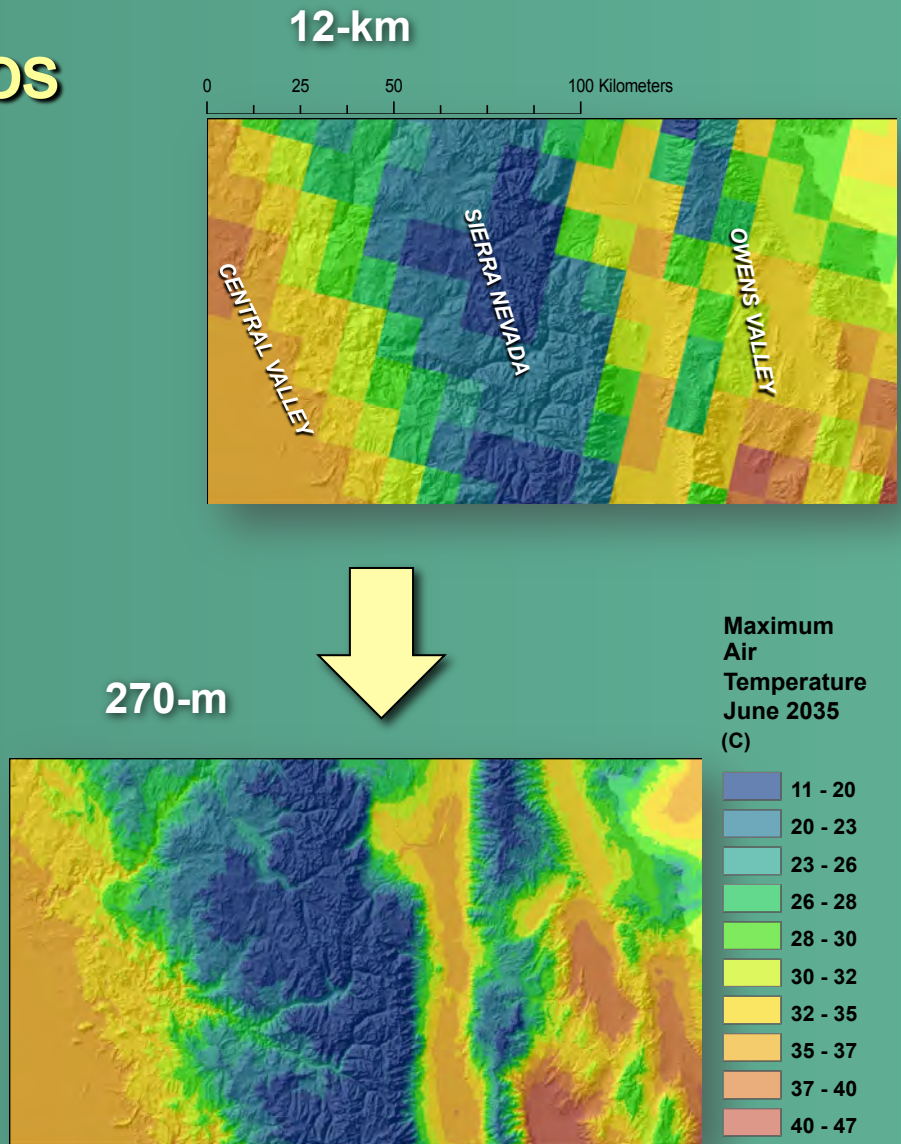 12-km
OS
0 25 50 100 Kilometers
SIERRA NEVADA
OWENS VALLEY
CENTRAL VALLEY
270-m
Maximum
Air
Temperature
June 2035
(C)
11 - 20
20 - 23
23 - 26
26 - 28
28 - 30
30 - 32
32 - 35
35 - 37
37 - 40
40 - 47